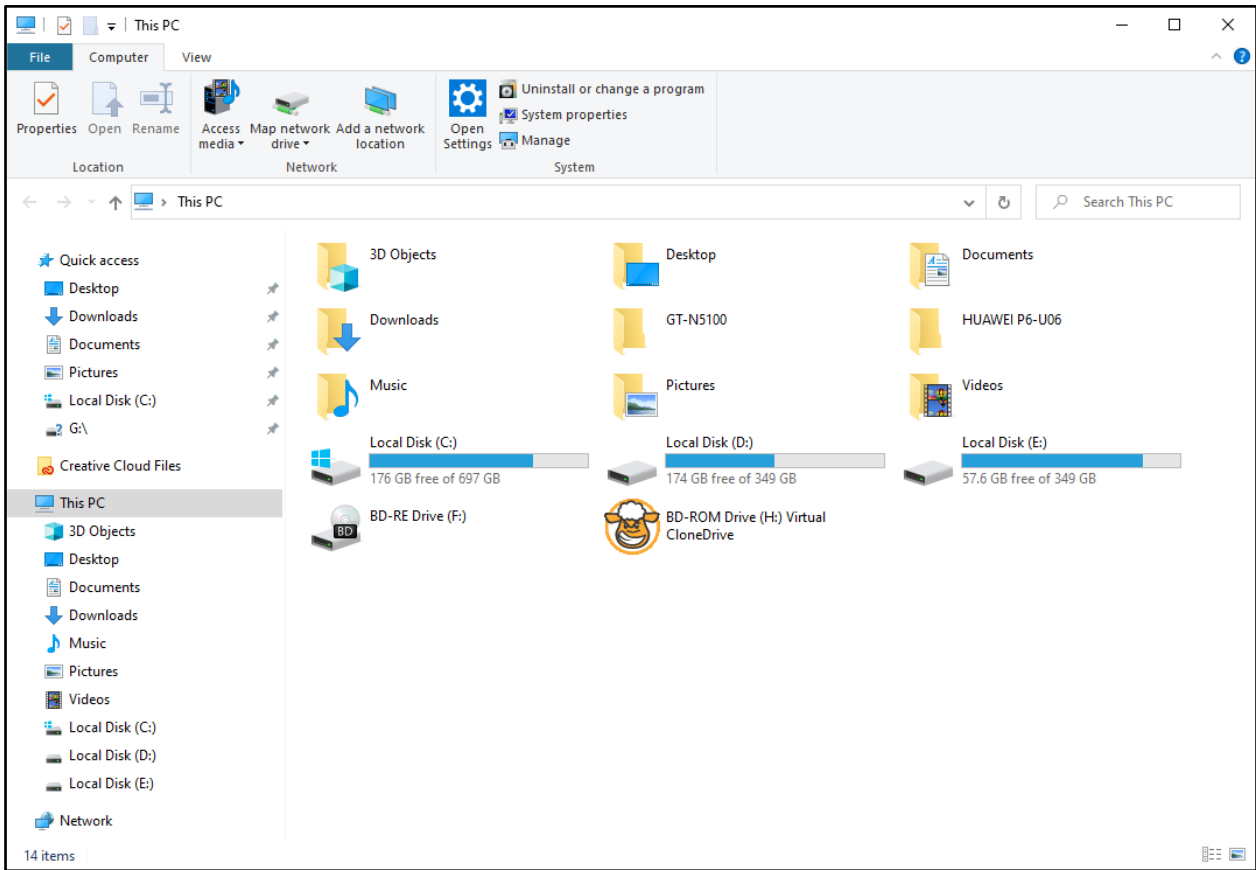 This PC
File Computer View
Properties Open Rename
Location
Access media Map network drive Add a network location
Network
Open Settings
Uninstall or change a program
System properties
Manage
System
This PC
Search This PC
Quick access
Desktop
Downloads
Documents
Pictures
Local Disk (C:)
G:\
Creative Cloud Files
This PC
3D Objects
Desktop
Documents
Downloads
Music
Pictures
Videos
Local Disk (C:)
Local Disk (D:)
Local Disk (E:)
Network
3D Objects Desktop Documents
Downloads GT-N5100 HUAWEI P6-U06
Music Pictures Videos
Local Disk (C:) Local Disk (D:) Local Disk (E:)
176 GB free of 697 GB 174 GB free of 349 GB 57.6 GB free of 349 GB
BD
BD-RE Drive (F:) BD-ROM Drive (H:) Virtual
CloneDrive
14 items